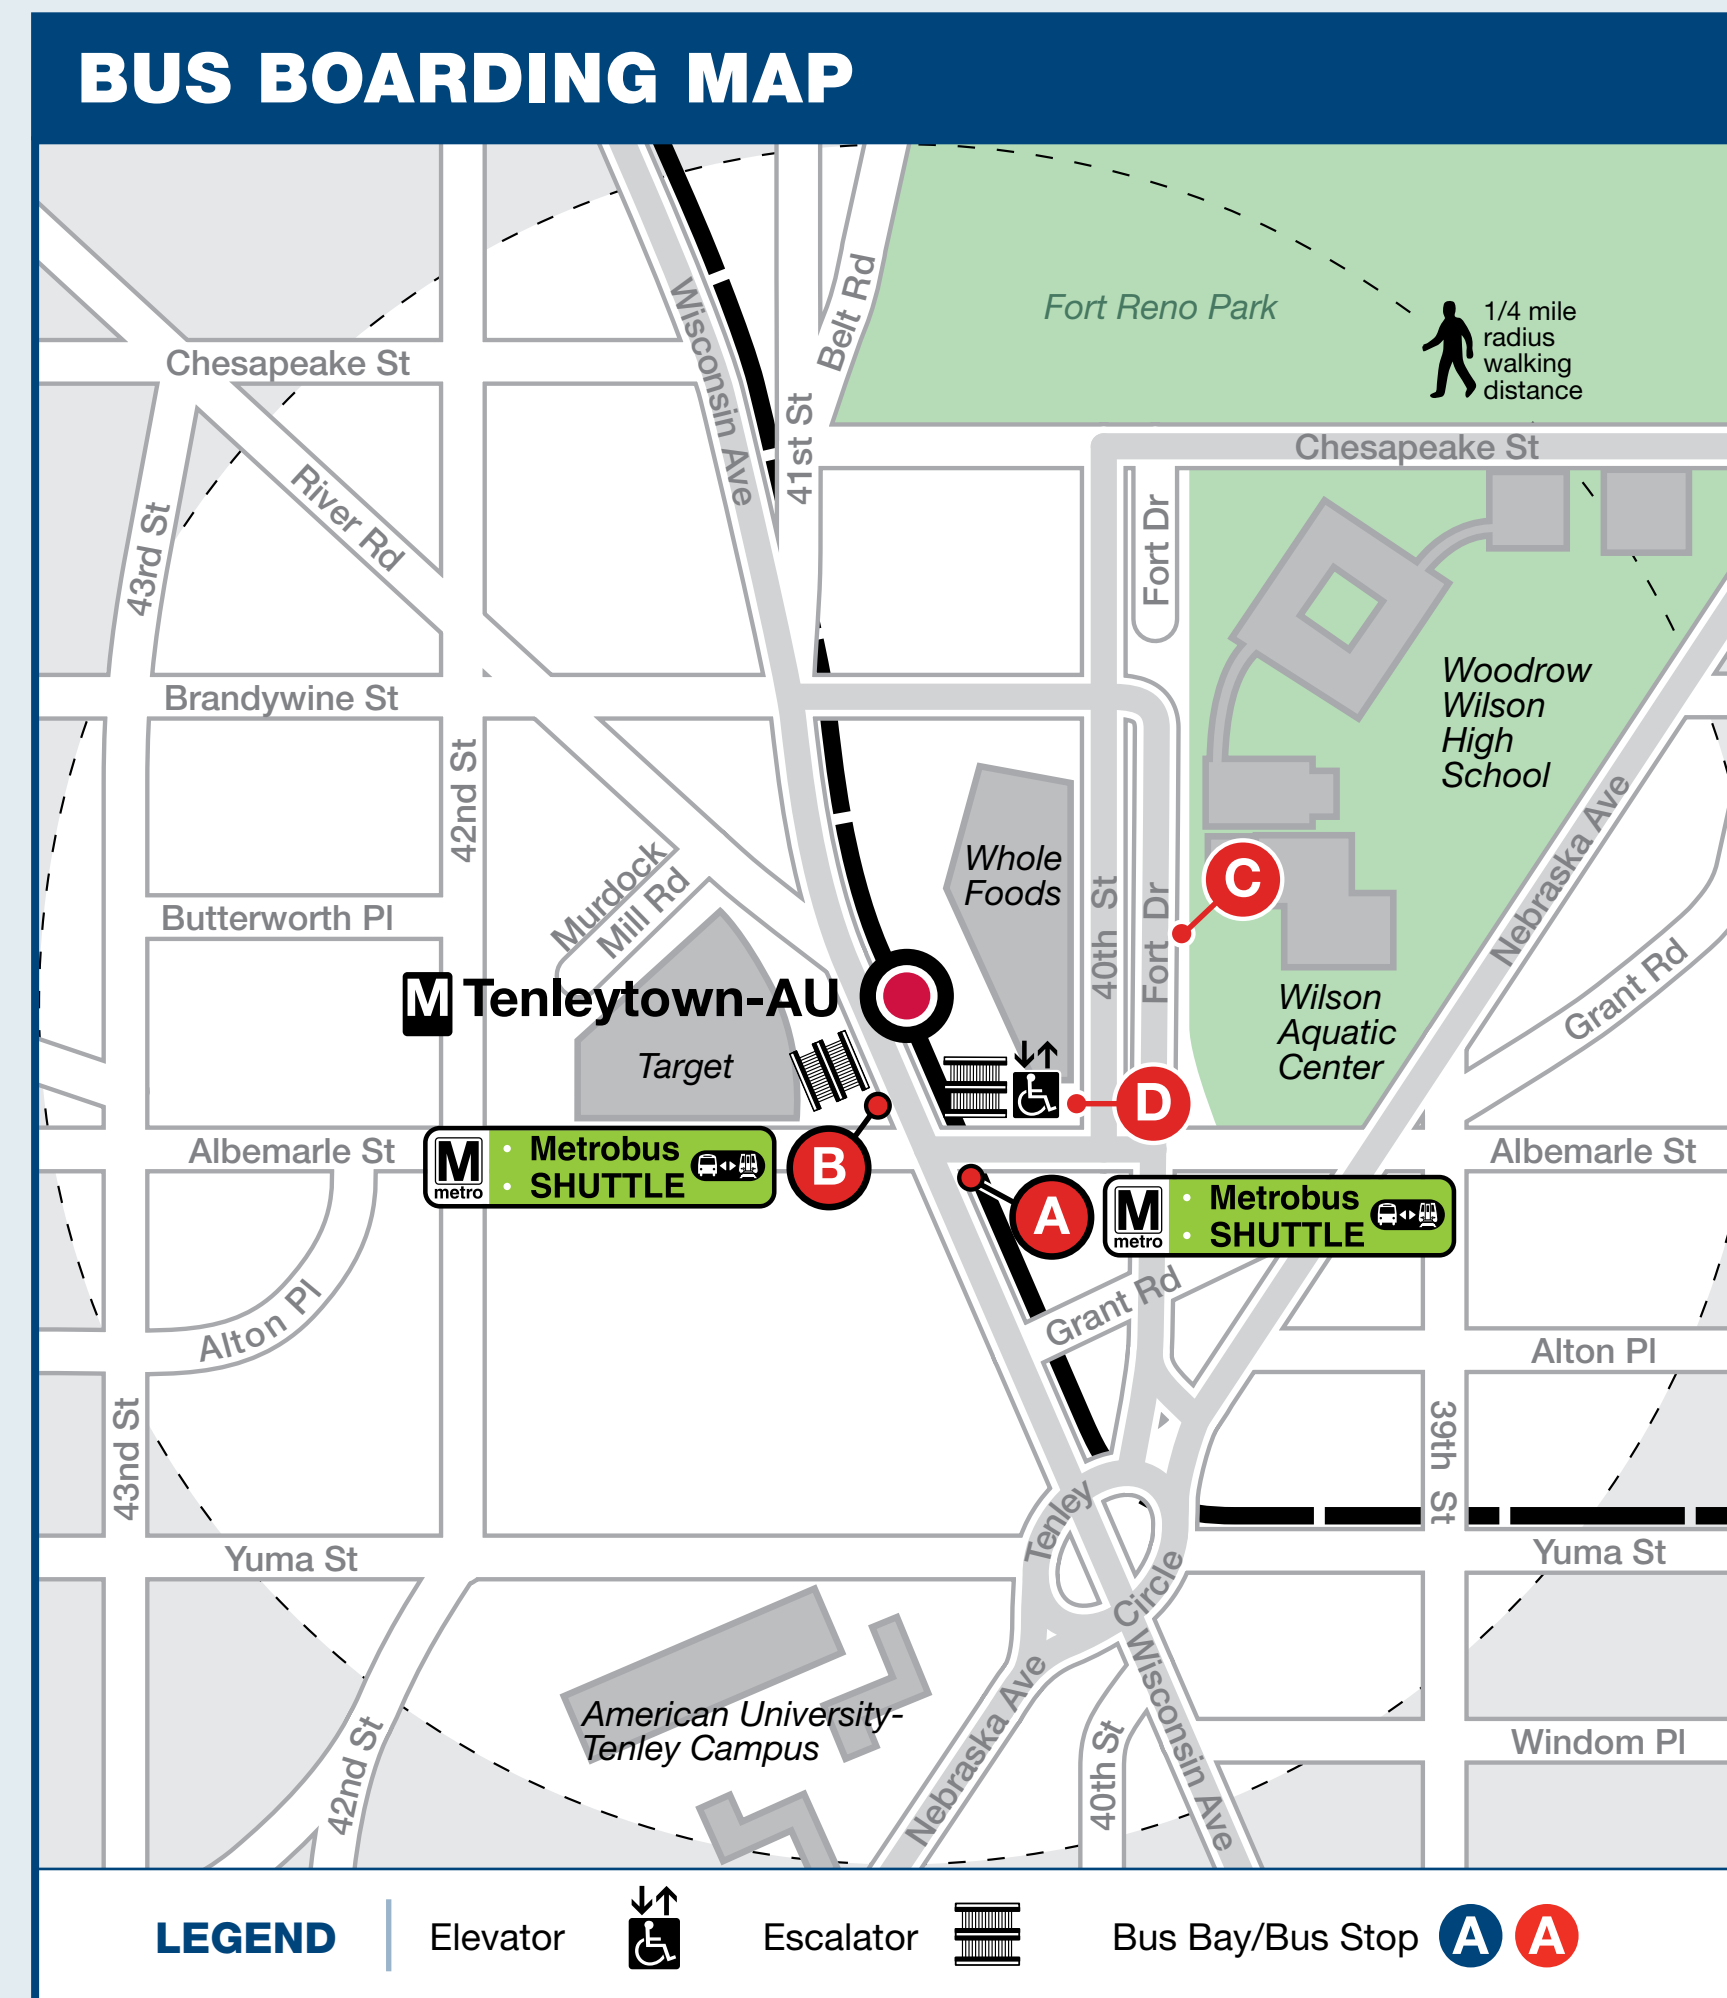 BUS BOARDING MAP
Fort Reno Park
1/4 mile
radius
walking
distance
Wisconsin Ave
Belt Rd
41st St
Chesapeake St
Chesapeake St
River Rd
43rd St
Fort Dr
Woodrow
Wilson
High
School
Brandywine St
42nd St
Nebraska Ave
Murdock
Mill Rd
Whole
Foods
40th St
Fort Dr
C
Butterworth Pl
Grant Rd
M Tenleytown-AU
Wilson
Aquatic
Center
Target
D
Albemarle St
M
metro
Metrobus
SHUTTLE
B
A
M
metro
Metrobus
SHUTTLE
Albemarle St
Alton Pl
Grant Rd
Alton Pl
43nd St
39th St
Tenley
Circle
Yuma St
Yuma St
American University-
Tenley Campus
42nd St
Nebraska Ave
40th St
Wisconsin Ave
Windom Pl
LEGEND
Elevator
Escalator
Bus Bay/Bus Stop A A